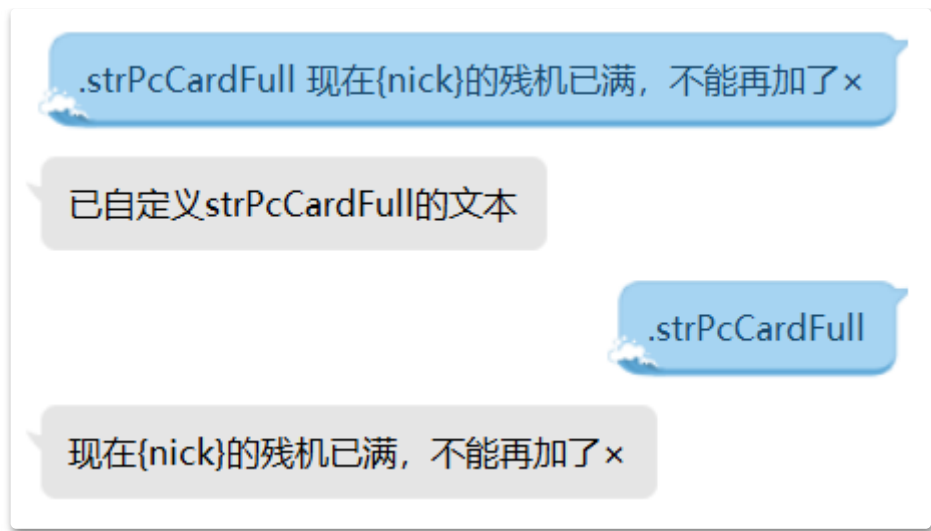 .strPcCardFull 现在{nick}的残机已满，不能再加了×
已自定义strPcCardFull的文本
.strPcCardFull
现在{nick}的残机已满，不能再加了×